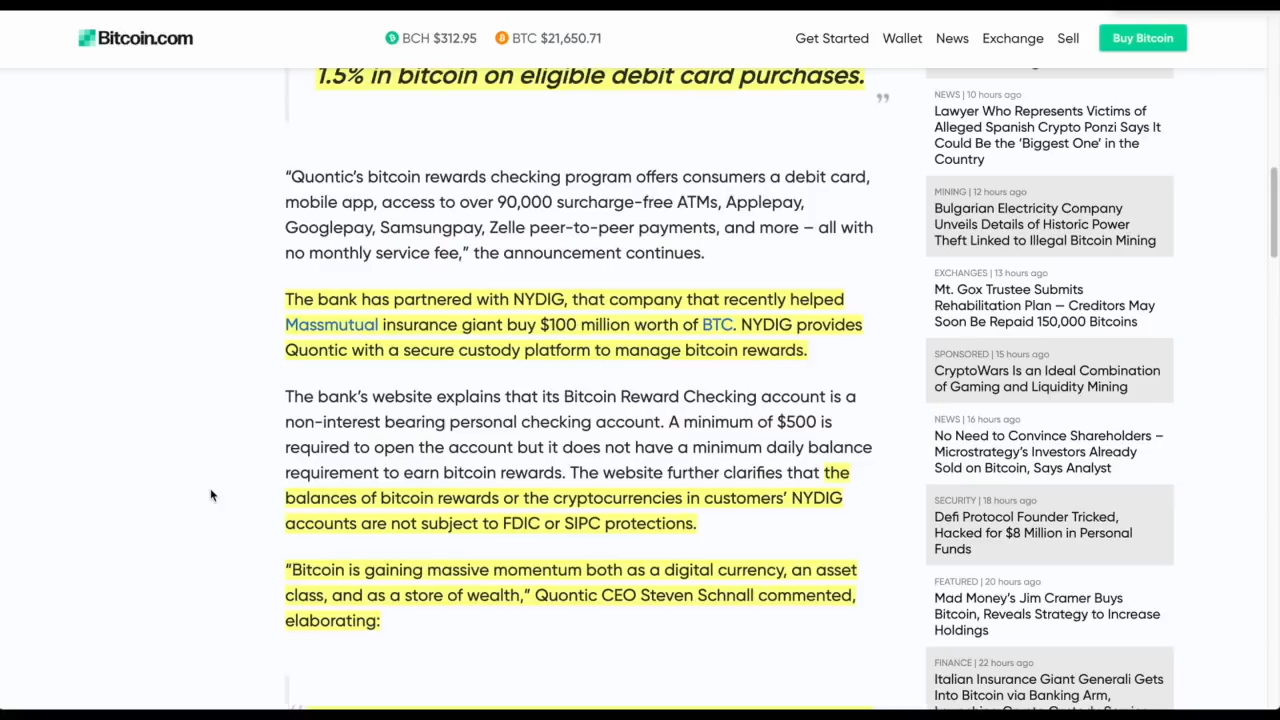 Bitcoin.com
BCH $312.95
BTC $21,650.71
Get Started
Wallet
News
Exchange
Sell
Buy Bitcoin
1.5% in bitcoin on eligible debit card purchases.
”
“Quontic’s bitcoin rewards checking program offers consumers a debit card,
mobile app, access to over 90,000 surcharge-free ATMs, Applepay,
Googlepay, Samsungpay, Zelle peer-to-peer payments, and more – all with
no monthly service fee,” the announcement continues.
The bank has partnered with NYDIG, that company that recently helped
Massmutual insurance giant buy $100 million worth of BTC. NYDIG provides
Quontic with a secure custody platform to manage bitcoin rewards.
The bank’s website explains that its Bitcoin Reward Checking account is a
non-interest bearing personal checking account. A minimum of $500 is
required to open the account but it does not have a minimum daily balance
requirement to earn bitcoin rewards. The website further clarifies that the
balances of bitcoin rewards or the cryptocurrencies in customers’ NYDIG
accounts are not subject to FDIC or SIPC protections.
“Bitcoin is gaining massive momentum both as a digital currency, an asset
class, and as a store of wealth,” Quontic CEO Steven Schnall commented,
elaborating:
NEWS | 10 hours ago
Lawyer Who Represents Victims of
Alleged Spanish Crypto Ponzi Says It
Could Be the ‘Biggest One’ in the
Country
MINING | 12 hours ago
Bulgarian Electricity Company
Unveils Details of Historic Power
Theft Linked to Illegal Bitcoin Mining
EXCHANGES | 13 hours ago
Mt. Gox Trustee Submits
Rehabilitation Plan — Creditors May
Soon Be Repaid 150,000 Bitcoins
SPONSORED | 15 hours ago
CryptoWars Is an Ideal Combination
of Gaming and Liquidity Mining
NEWS | 16 hours ago
No Need to Convince Shareholders –
Microstrategy’s Investors Already
Sold on Bitcoin, Says Analyst
SECURITY | 18 hours ago
Defi Protocol Founder Tricked,
Hacked for $8 Million in Personal
Funds
FEATURED | 20 hours ago
Mad Money’s Jim Cramer Buys
Bitcoin, Reveals Strategy to Increase
Holdings
FINANCE | 22 hours ago
Italian Insurance Giant Generali Gets
Into Bitcoin via Banking Arm,